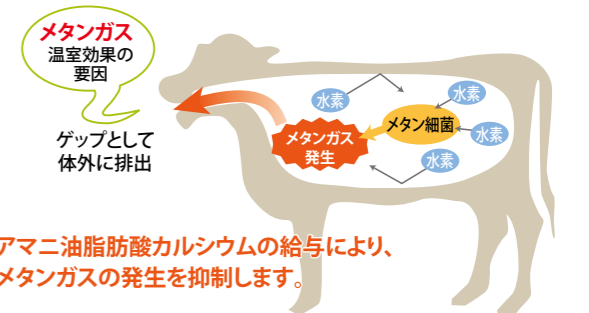 メタンガス
温室効果の
要因
ゲップとして
体外に排出
水素
水素
メタン細菌
水素
メタンガス
発生
水素
アマニ油脂肪酸カルシウムの給与により、
メタンガスの発生を抑制します。